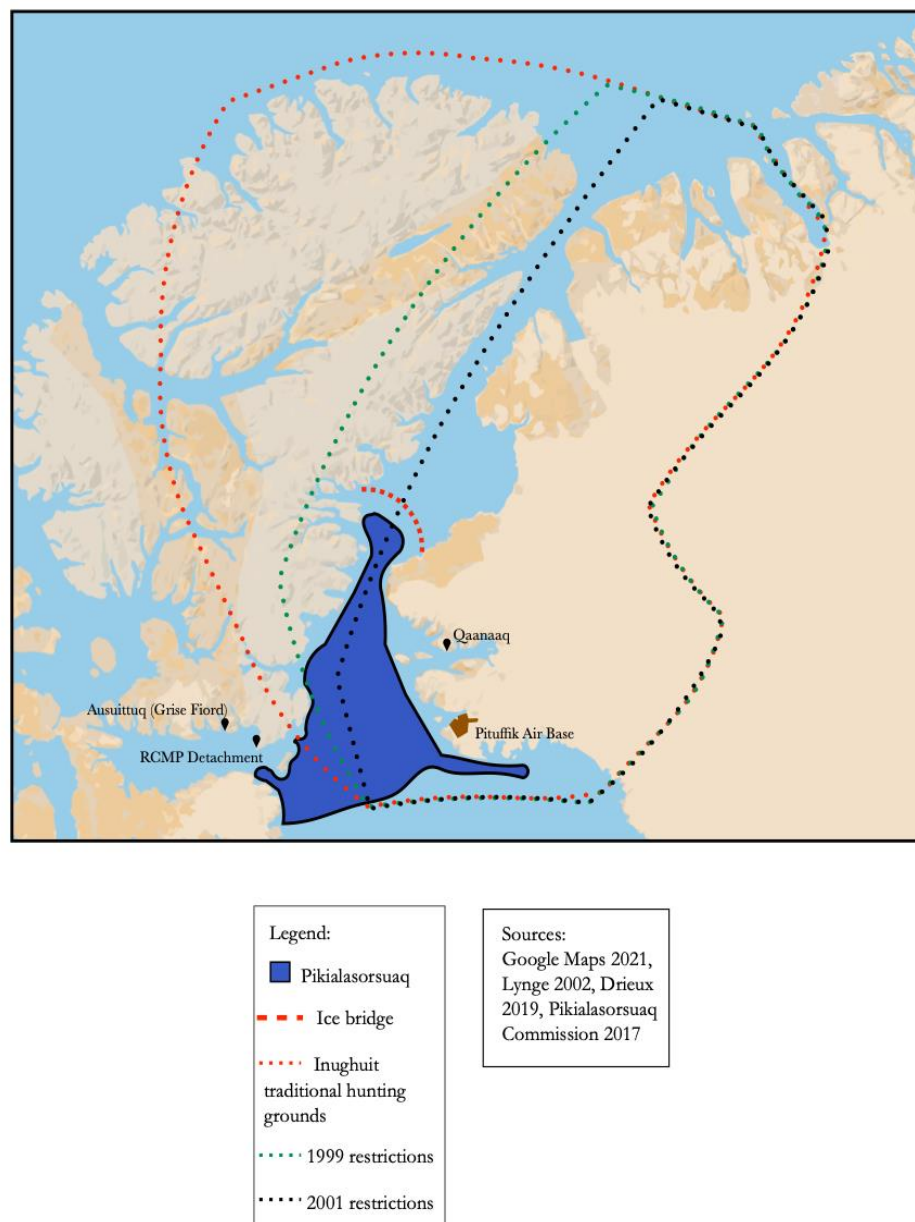 Qaanaaq
Ausuittuq (Grise Fiord)
Pituffik Air Base
RCMP Detachment
Legend:
Pikialasorsuaq
Ice bridge
Inughuit
traditional hunting
grounds
1999 restrictions
2001 restrictions
Sources:
Google Maps 2021,
Lynge 2002, Drieux
2019, Pikialasorsuaq
Commission 2017